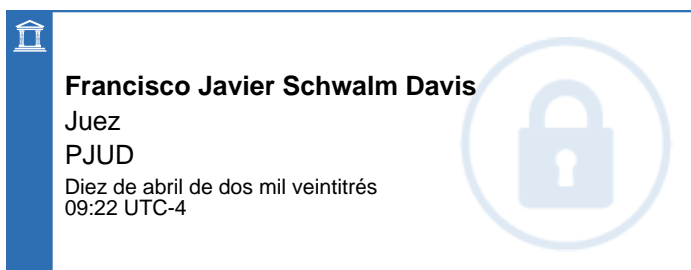 Francisco Javier Schwalm Davis
Juez
PJUD
Diez de abril de dos mil veintitrés
09:22 UTC-4